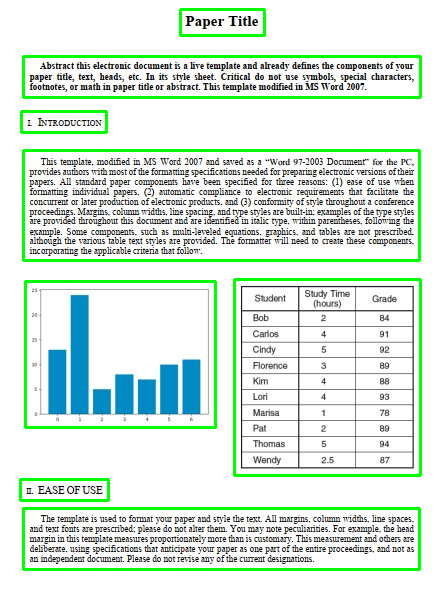 Paper Title
Abstract this electronic document is a live template and already defines the components of your
paper title, text, heads, etc. In its style sheet. Critical do not use symbols, special characters,
footnotes, or math in paper title or abstract. This template modified in MS Word 2007.
I. INTRODUCTION
This template, modified in MS Word 2007 and saved as a “Word 97-2003 Document” for the PC,
provides authors with most of the formatting specifications needed for preparing electronic versions of their
papers. All standard paper components have been specified for three reasons: (1) ease of use when
formatting individual papers, (2) automatic compliance to electronic requirements that facilitate the
concurrent or later production of electronic products, and (3) conformity of style throughout a conference
proceedings. Margins, column widths, line spacing, and type styles are built-in; examples of the type styles
are provided throughout this document and are identified in italic type, within parentheses, following the
example. Some components, such as multi-leveled equations, graphics, and tables are not prescribed,
although the various table text styles are provided. The formatter will need to create these components,
incorporating the applicable criteria that follow.
25
20
15
10
5
0
0 1 2 3 4 5 6
Student Study Time (hours) Grade
Bob 2 84
Carlos 4 91
Cindy 5 92
Florence 3 89
Kim 4 88
Lori 4 93
Marisa 1 78
Pat 2 89
Thomas 5 94
Wendy 2.5 87
II. EASE OF USE
The template is used to format your paper and style the text. All margins, column widths, line spaces,
and text fonts are prescribed; please do not alter them. You may note peculiarities. For example, the head
margin in this template measures proportionately more than is customary. This measurement and others are
deliberate, using specifications that anticipate your paper as one part of the entire proceedings, and not as
an independent document. Please do not revise any of the current designations.